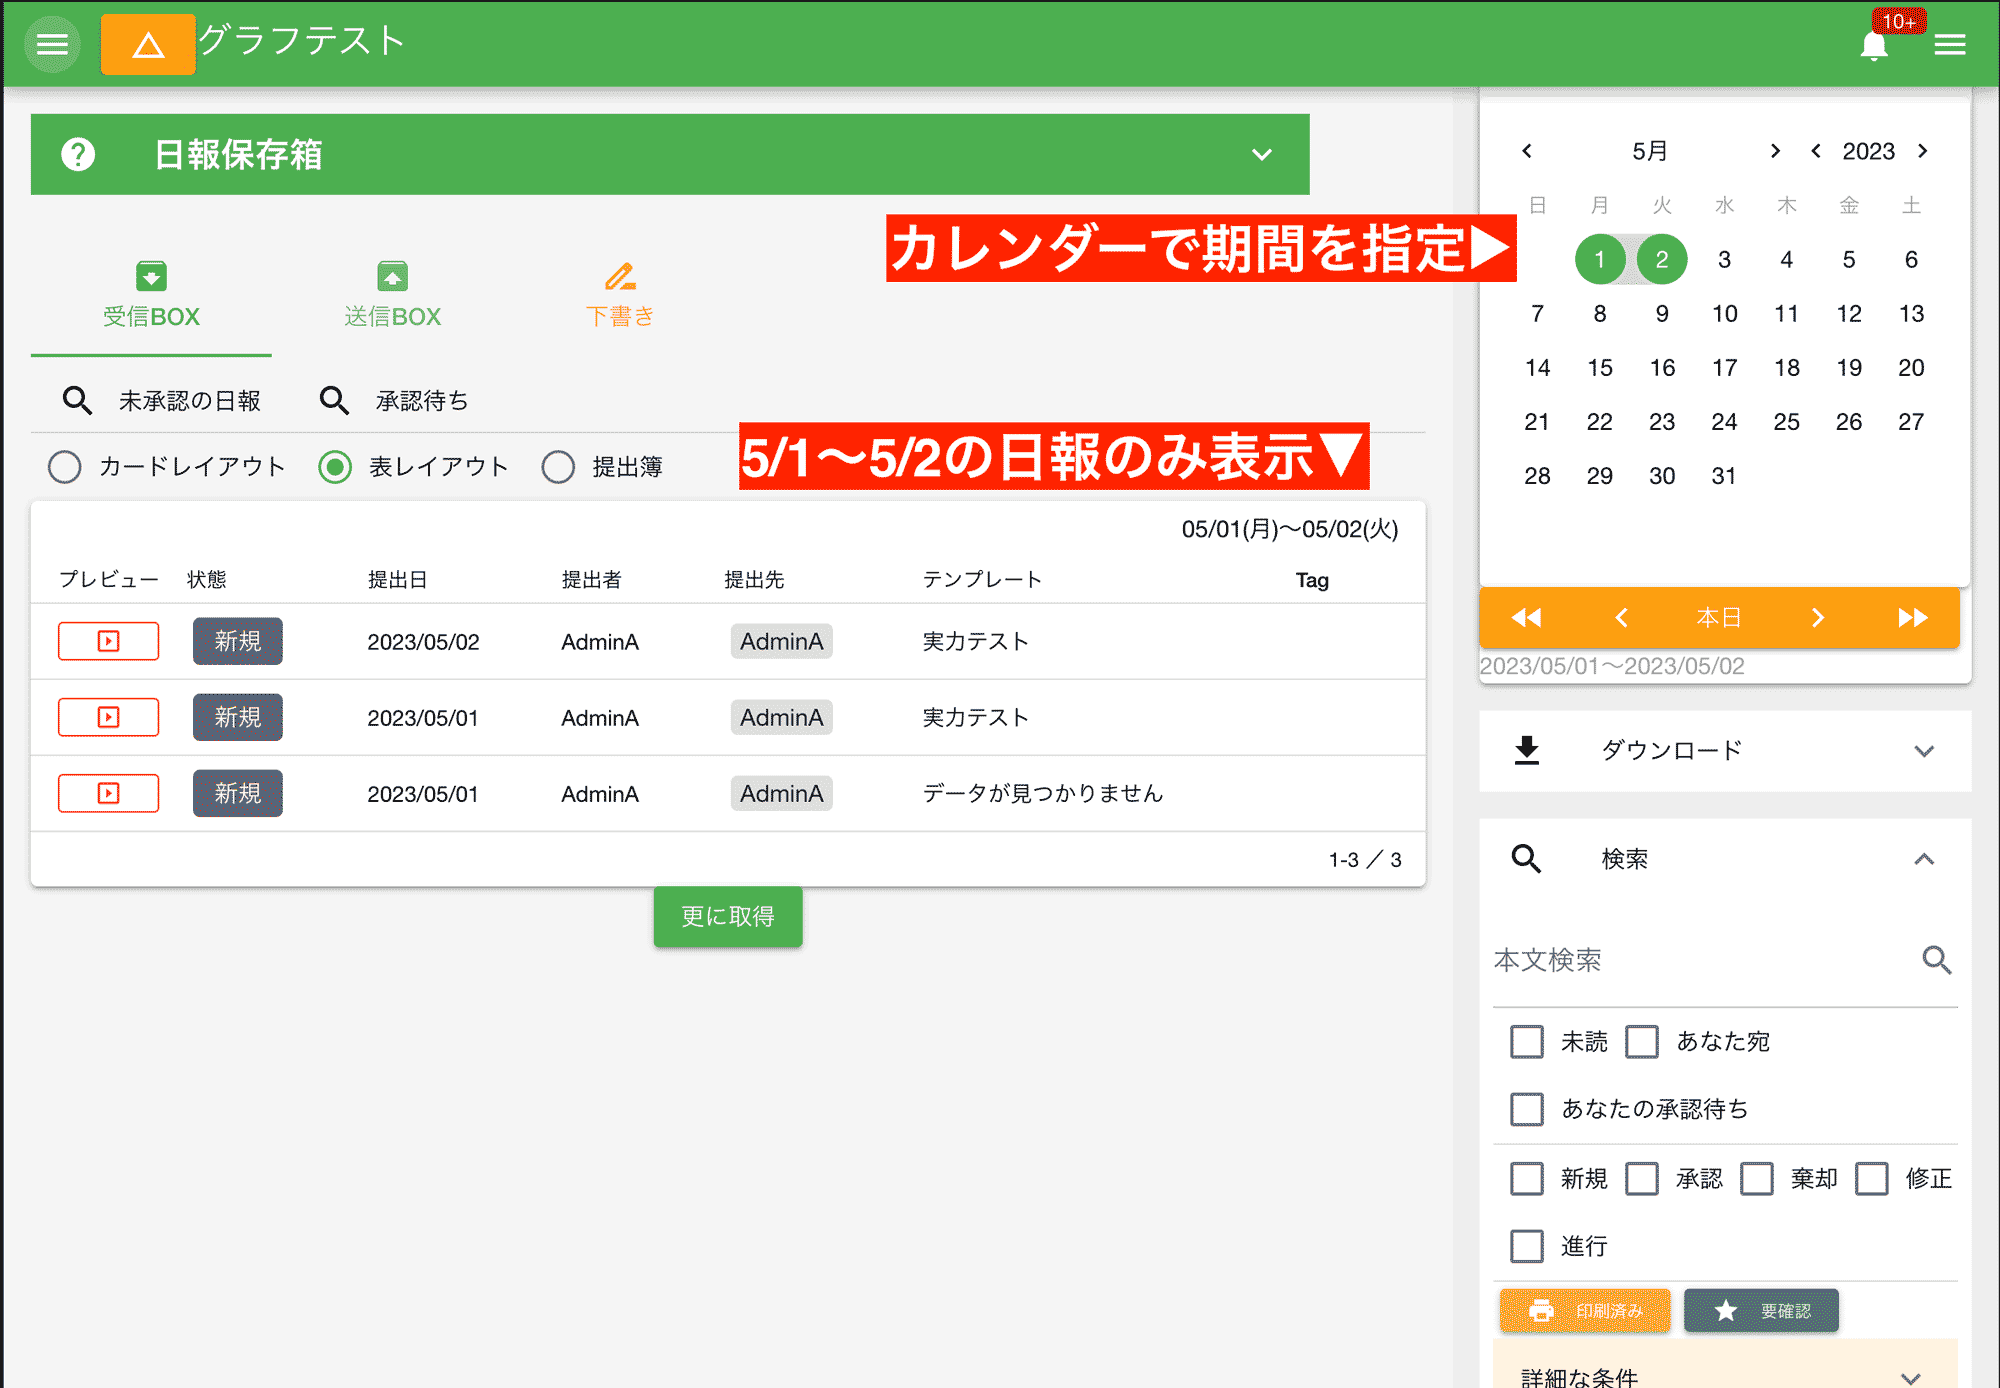 グラフテスト
10+
日報保存箱
受信BOX
送信BOX
下書き
未承認の日報
承認待ち
カードレイアウト
表レイアウト
提出簿
カレンダーで期間を指定▶
5/1〜5/2の日報のみ表示▼
05/01(月)〜05/02(火)
プレビュー 状態 提出日 提出者 提出先 テンプレート Tag
新規 2023/05/02 AdminA AdminA 実力テスト
新規 2023/05/01 AdminA AdminA 実力テスト
新規 2023/05/01 AdminA AdminA データが見つかりません
1-3 ／ 3
更に取得
5月 2023
日 月 火 水 木 金 土
1 2 3 4 5 6
7 8 9 10 11 12 13
14 15 16 17 18 19 20
21 22 23 24 25 26 27
28 29 30 31
本日
2023/05/01〜2023/05/02
ダウンロード
検索
本文検索
未読 あなた宛
あなたの承認待ち
新規 承認 棄却 修正
進行
印刷済み 要確認
詳細な条件